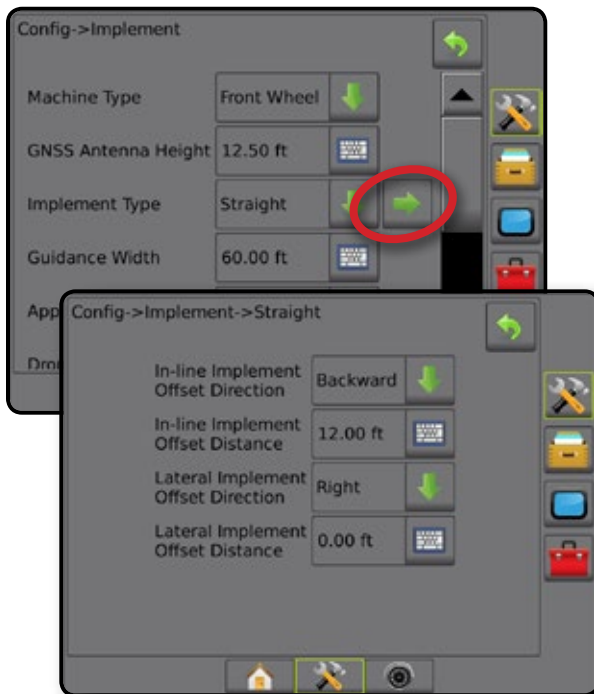 Config->Implement
Machine Type Front Wheel
GNSS Antenna Height 12.50 ft
Implement Type Straight
Guidance Width 60.00 ft
App
Config->Implement->Straight
In-line Implement
Offset Direction
Backward
In-line Implement
Offset Distance
12.00 ft
Lateral Implement
Offset Direction
Right
Lateral Implement
Offset Distance
0.00 ft